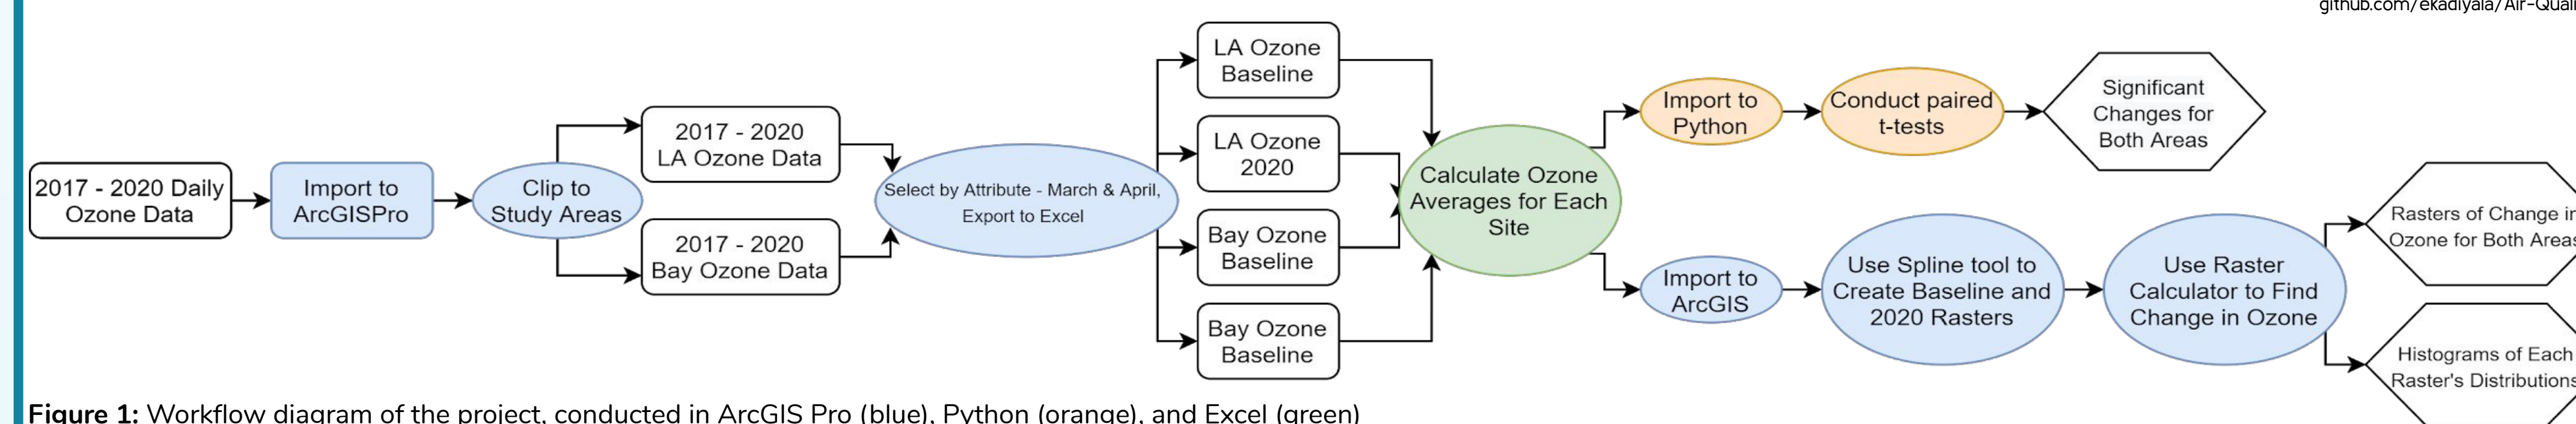 github.com/ekadiyala/Air-Quali
2017 - 2020 Daily
Ozone Data
Import to
ArcGISPro
Clip to
Study Areas
2017 - 2020
LA Ozone Data
2017 - 2020
Bay Ozone Data
Select by Attribute - March & April,
Export to Excel
LA Ozone
Baseline
LA Ozone
2020
Bay Ozone
Baseline
Bay Ozone
Baseline
Calculate Ozone
Averages for Each
Site
Import to
Python
Conduct paired
t-tests
Significant
Changes for
Both Areas
Import to
ArcGIS
Use Spline tool to
Create Baseline and
2020 Rasters
Use Raster
Calculator to Find
Change in Ozone
Rasters of Change in
Ozone for Both Areas
Histograms of Each
Raster's Distributions
Figure 1: Workflow diagram of the project, conducted in ArcGIS Pro (blue), Python (orange), and Excel (green)